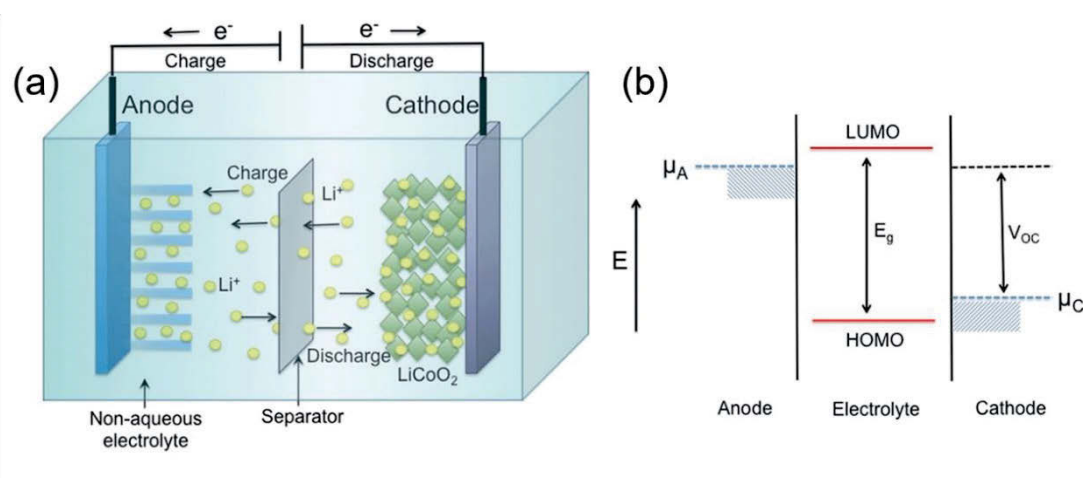 e⁻
e⁻
Charge
Discharge
(a)
Anode
Cathode
Charge
Li⁺
Li⁺
Discharge
LiCoO₂
Non-aqueous
electrolyte
Separator
(b)
LUMO
μA
E
Eg
VOC
μC
HOMO
Anode
Electrolyte
Cathode